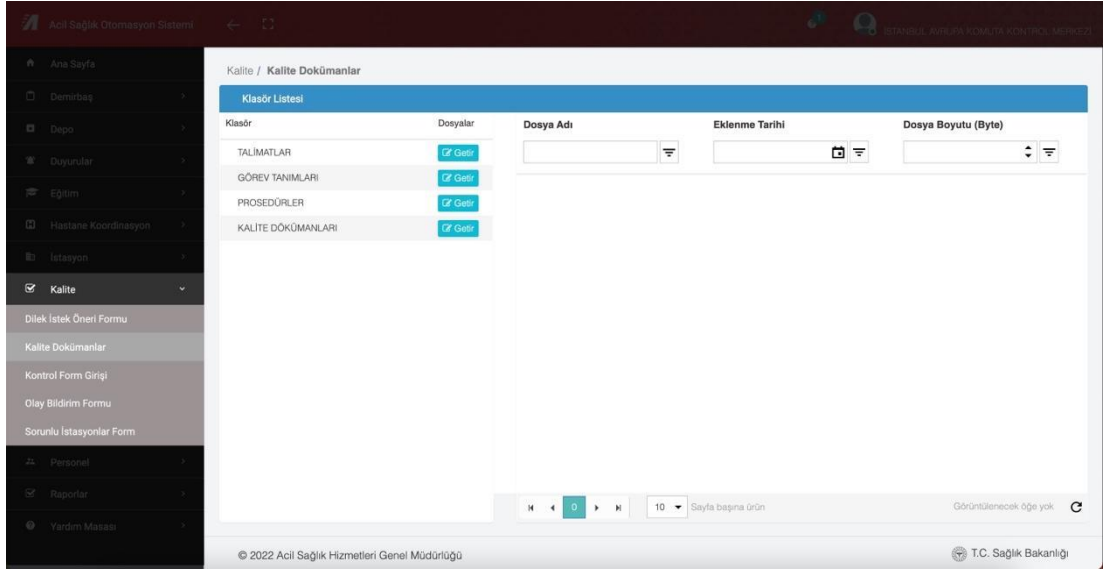 Acil Sağlık Otomasyon Sistemi
1
İSTANBUL AVRUPA KOMUTA KONTROL MERKEZİ
Ana Sayfa
Demirbaş
Depo
Duyurular
Eğitim
Hastane Koordinasyon
İstasyon
Kalite
Dilek İstek Öneri Formu
Kalite Dokümanlar
Kontrol Form Girişi
Olay Bildirim Formu
Sorunlu İstasyonlar Form
Personel
Raporlar
Yardım Masası
Kalite / Kalite Dokümanlar
Klasör Listesi
Klasör Dosyalar
TALİMATLAR Getir
GÖREV TANIMLARI Getir
PROSEDÜRLER Getir
KALİTE DÖKÜMANLARI Getir
Dosya Adı Eklenme Tarihi Dosya Boyutu (Byte)
0 10 Sayfa başına ürün Görüntülenecek öğe yok
© 2022 Acil Sağlık Hizmetleri Genel Müdürlüğü T.C. Sağlık Bakanlığı